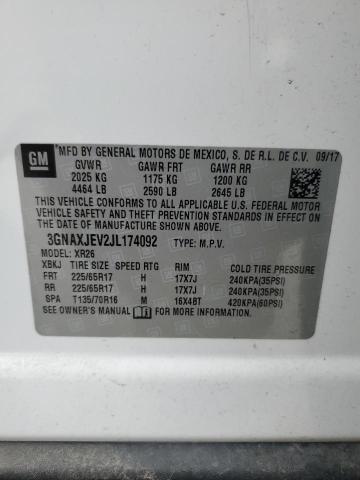 GM
MFD BY GENERAL MOTORS DE MEXICO, S. DE R.L. DE C.V. 09/17
GVWR GAWR FRT GAWR RR
2025 KG 1175 KG 1200 KG
4464 LB 2590 LB 2645 LB
THIS VEHICLE CONFORMS TO ALL APPLICABLE U.S. FEDERAL MOTOR
VEHICLE SAFETY AND THEFT PREVENTION STANDARDS IN EFFECT ON
THE DATE OF MANUFACTURE SHOWN ABOVE.
3GNAXJEV2JL174092 TYPE: M.P.V.
MODEL: XR26
XBKJ TIRE SIZE SPEED RTG RIM COLD TIRE PRESSURE
FRT 225/65R17 H 17X7J 240KPA(35PSI)
RR 225/65R17 H 17X7J 240KPA(35PSI)
SPA T135/70R16 M 16X4BT 420KPA(60PSI)
SEE OWNER'S MANUAL FOR MORE INFORMATION